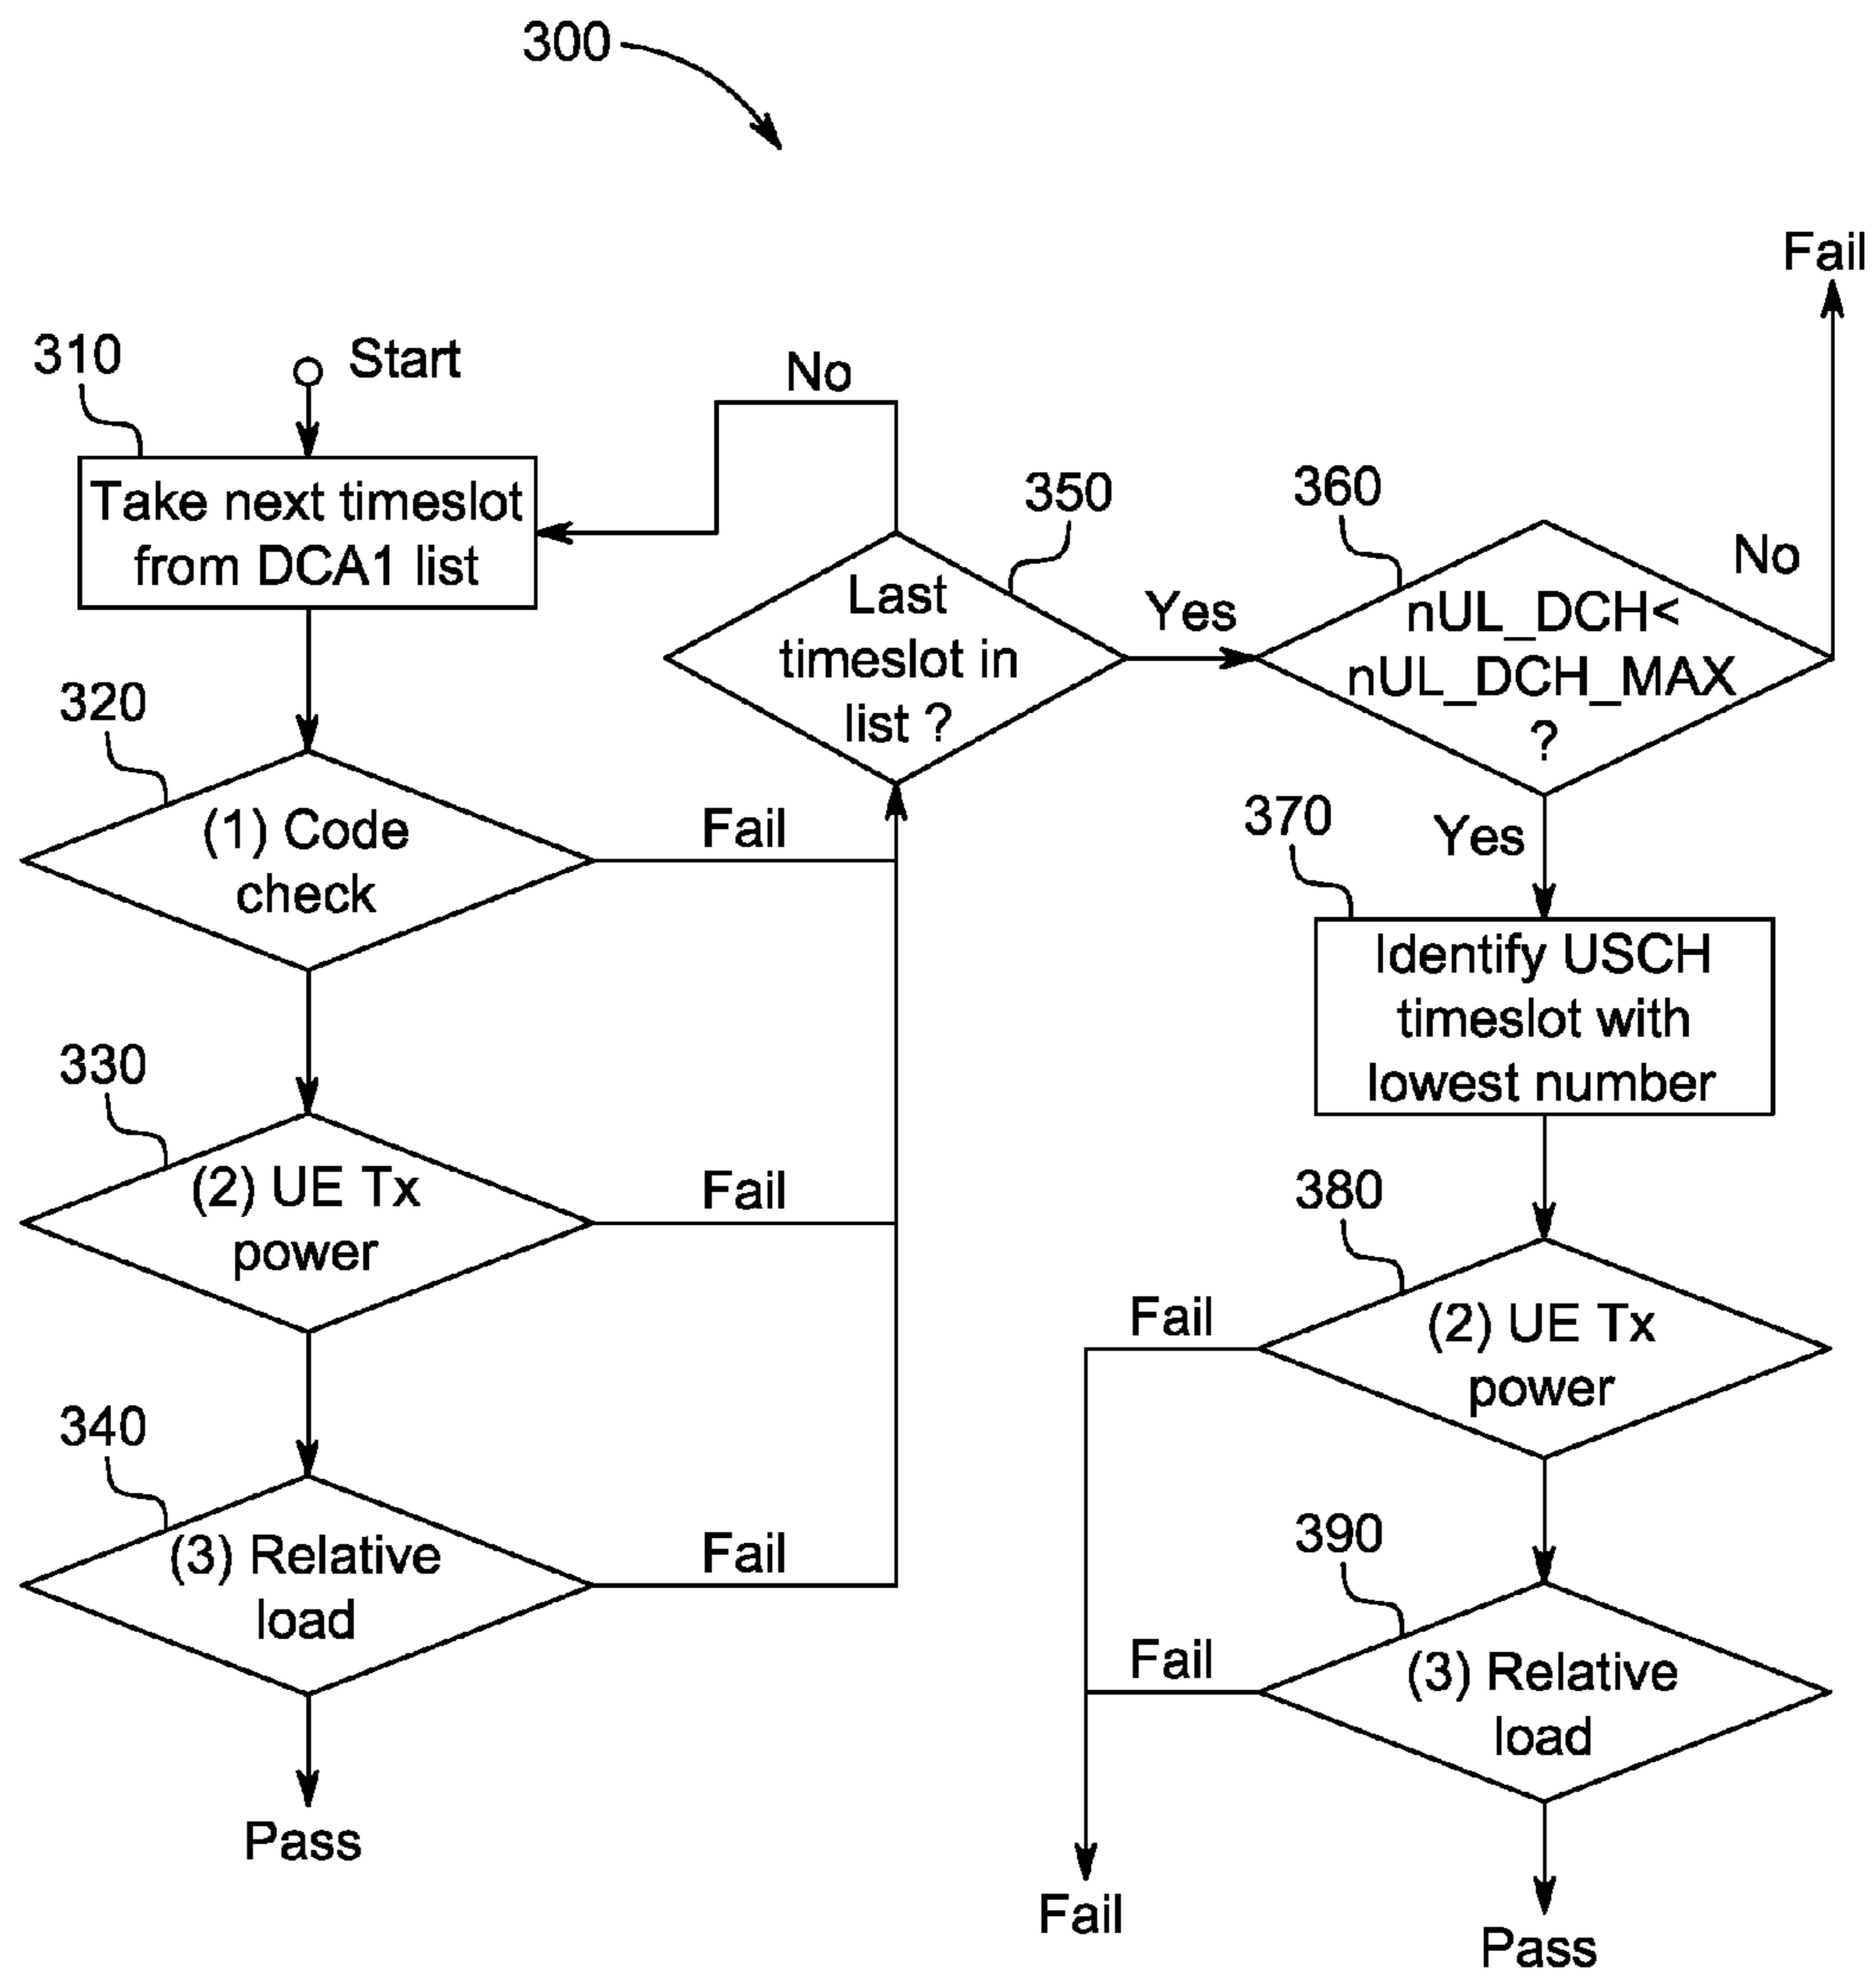 300
Fail
310
Start
No
Take next timeslot
from DCA1 list
350
Last
timeslot in
list ?
Yes
360
nUL_DCH<
nUL_DCH_MAX
?
No
Yes
320
(1) Code
check
Fail
370
Identify USCH
timeslot with
lowest number
330
(2) UE Tx
power
Fail
380
(2) UE Tx
power
Fail
340
(3) Relative
load
Fail
390
(3) Relative
load
Fail
Pass
Fail
Pass